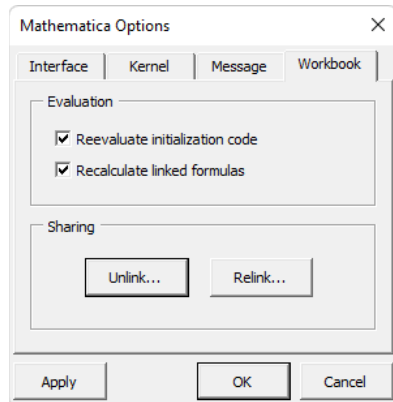 Mathematica Options
Interface Kernel Message Workbook
Evaluation
Reevaluate initialization code
Recalculate linked formulas
Sharing
Unlink... Relink...
Apply OK Cancel